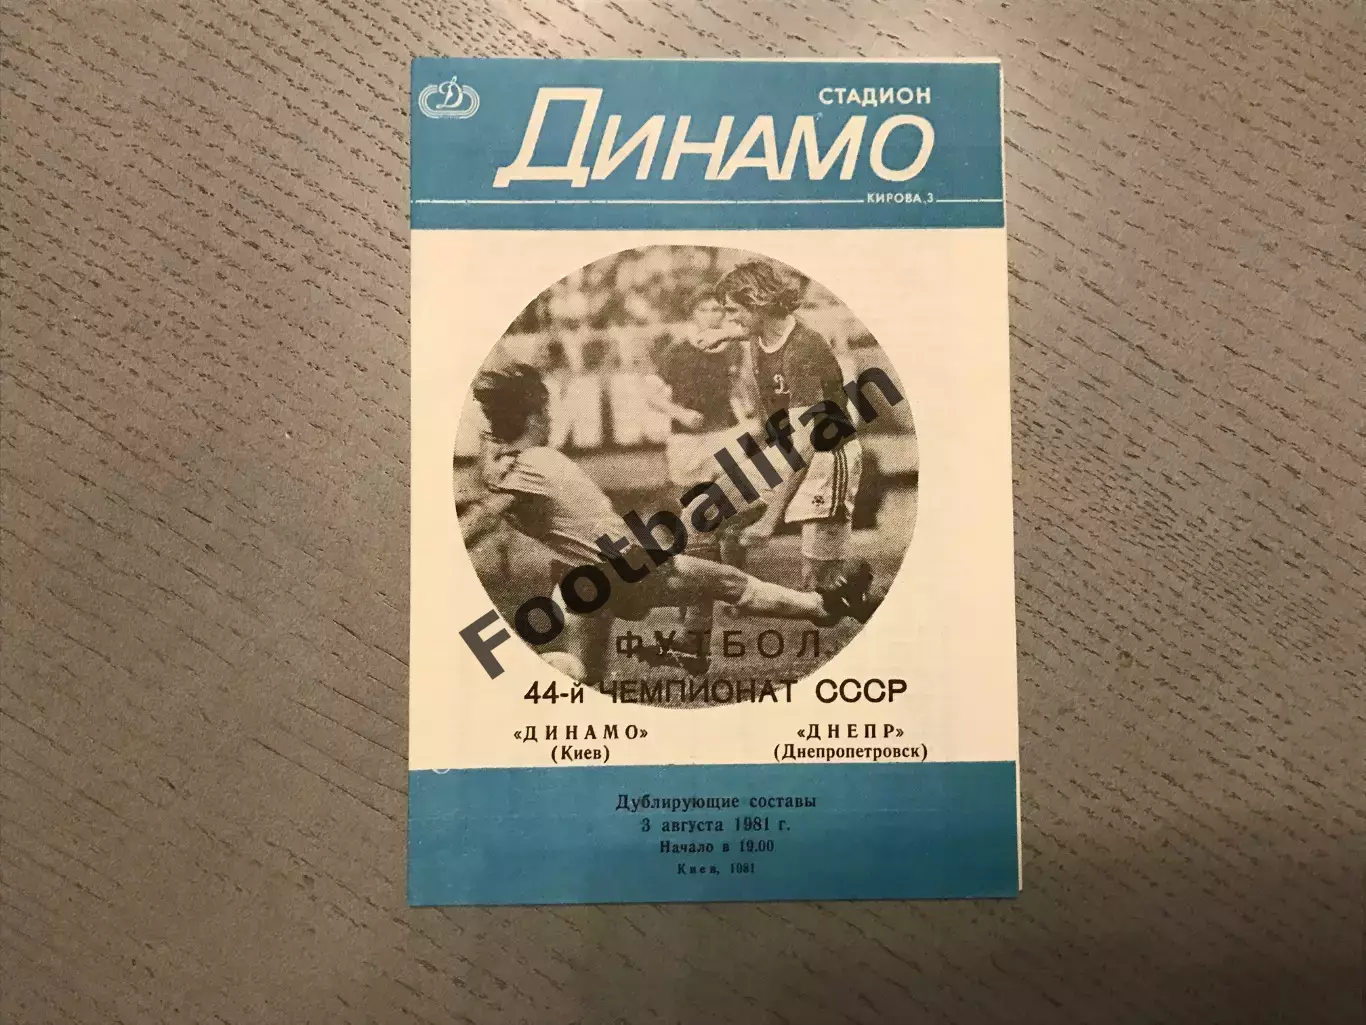 СТАДИОН
ДИНАМО
КИРОВА, 3
Footballfan
ФУТБОЛ
44-й ЧЕМПИОНАТ СССР
«ДИНАМО» «ДНЕПР»
(Киев) (Днепропетровск)
Дублирующие составы
3 августа 1981 г.
Начало в 19.00
Киев, 1981